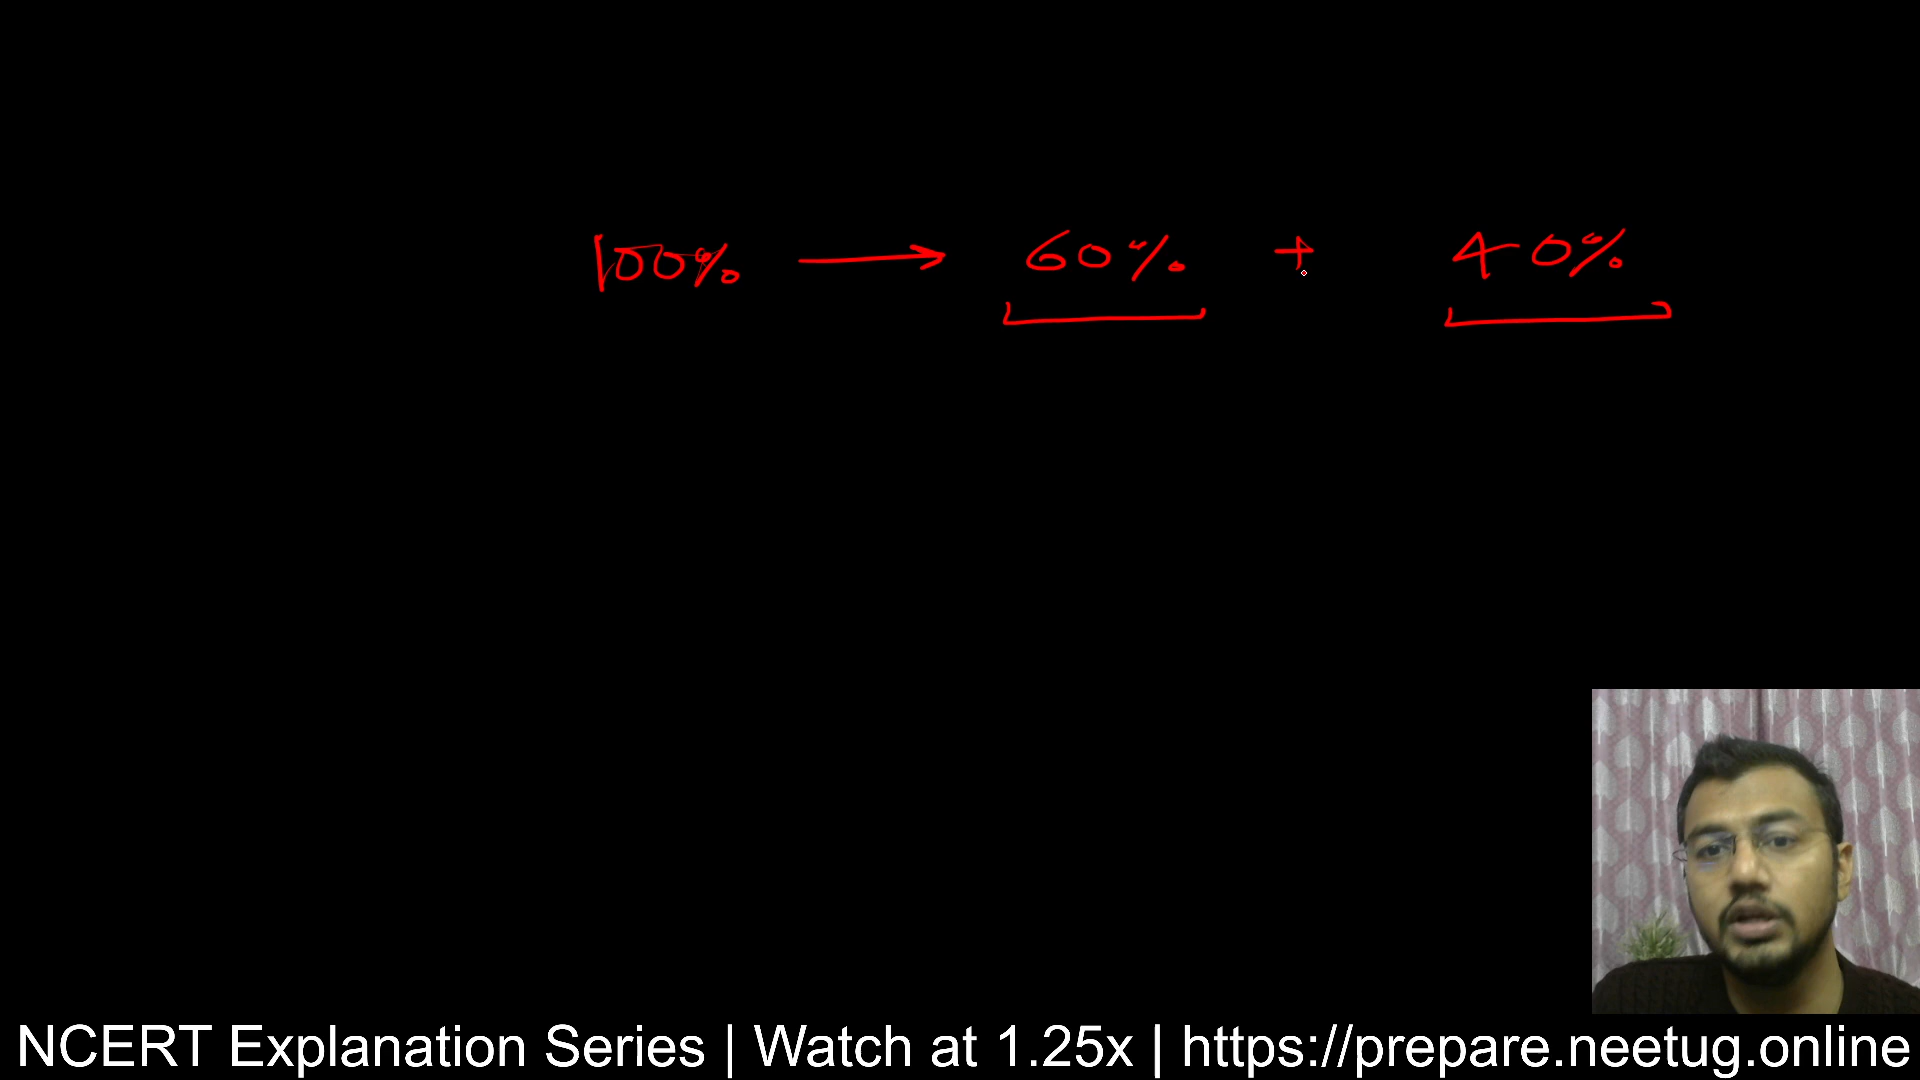 100% → 60% + 40%
NCERT Explanation Series | Watch at 1.25x | https://prepare.neetug.online